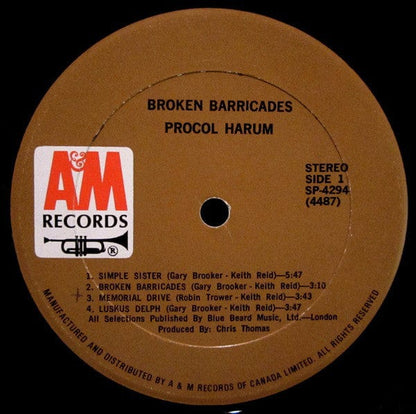 BROKEN BARRICADES
PROCOL HARUM
STEREO
SIDE 1
SP-4294
(4487)
A&M
RECORDS
®
1. SIMPLE SISTER (Gary Brooker - Keith Reid)—5:47
2. BROKEN BARRICADES (Gary Brooker - Keith Reid)—3:10
3. MEMORIAL DRIVE (Robin Trower - Keith Reid)—3:43
4. LUSKUS DELPH (Gary Brooker - Keith Reid)—3:47
All Selections Published By Blue Beard Music, Ltd.—London
Produced By: Chris Thomas
MANUFACTURED AND DISTRIBUTED BY A & M RECORDS OF CANADA LIMITED. ALL RIGHTS RESERVED